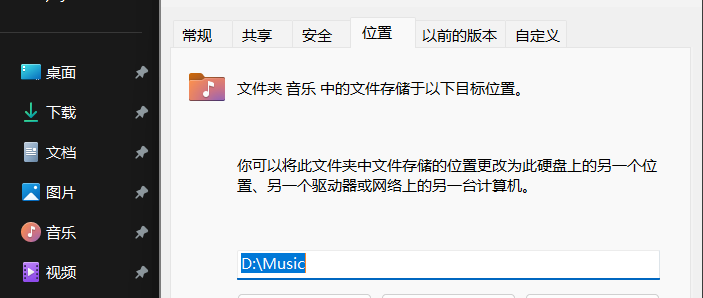 桌面
下载
文档
图片
音乐
视频
常规 共享 安全 位置 以前的版本 自定义
文件夹 音乐 中的文件存储于以下目标位置。
你可以将此文件夹中文件存储的位置更改为此硬盘上的另一个位
置、另一个驱动器或网络上的另一台计算机。
D:\Music